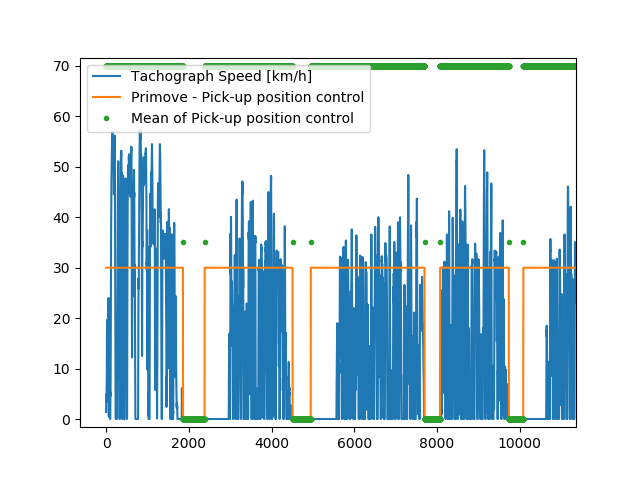 70
60
50
40
30
20
10
0
Tachograph Speed [km/h]
Primove - Pick-up position control
Mean of Pick-up position control
0 2000 4000 6000 8000 10000